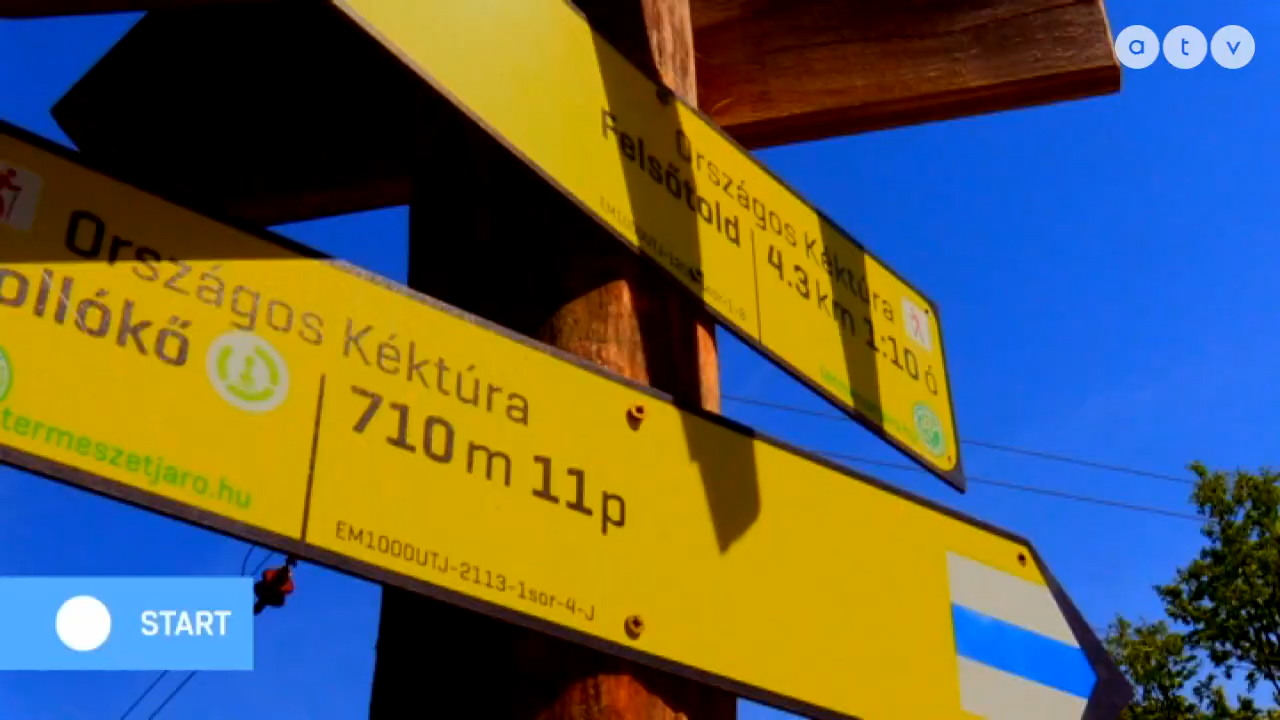 atv
Országos Kéktúra
Felsőtold
4.3 km 1:10 ó
Országos Kéktúra
ollókő
710 m 11p
termeszetjaro.hu
EM1000UTJ-2113-1sor-4-J
START